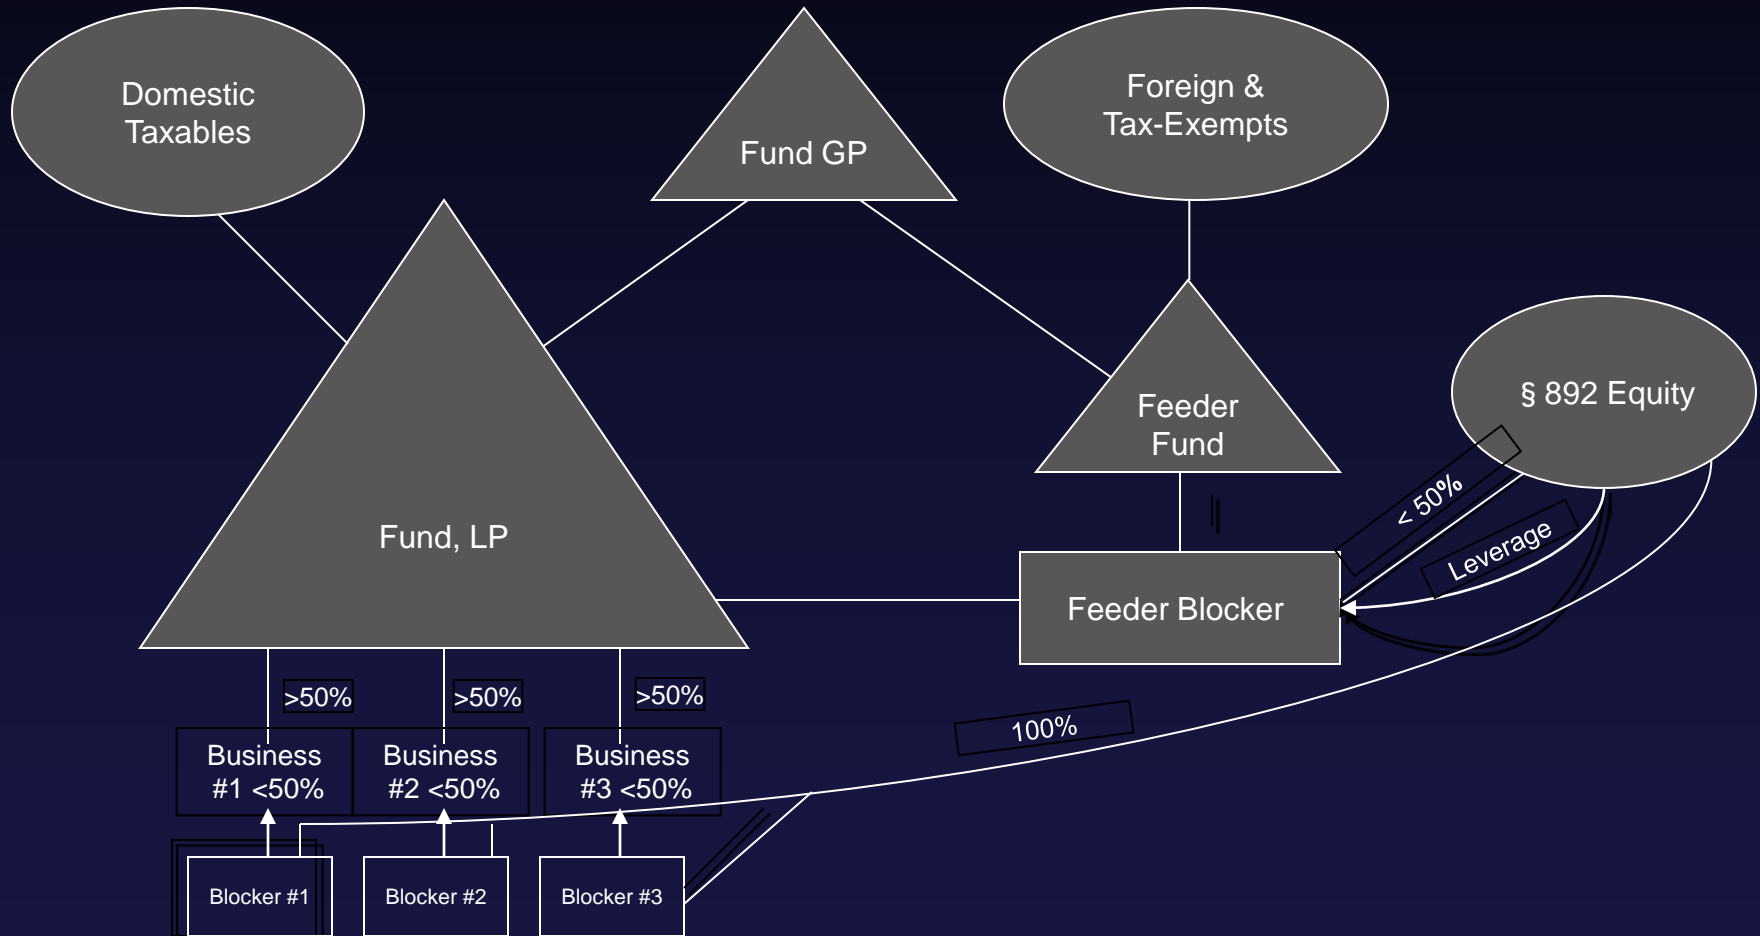 Domestic
Taxables
Fund GP
Foreign &
Tax-Exempts
§ 892 Equity
Feeder
Fund
< 50%
Leverage
Fund, LP
Feeder Blocker
>50%
>50%
>50%
100%
Business
#1 <50%
Business
#2 <50%
Business
#3 <50%
Blocker #1
Blocker #2
Blocker #3